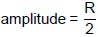 amplitude = R/2